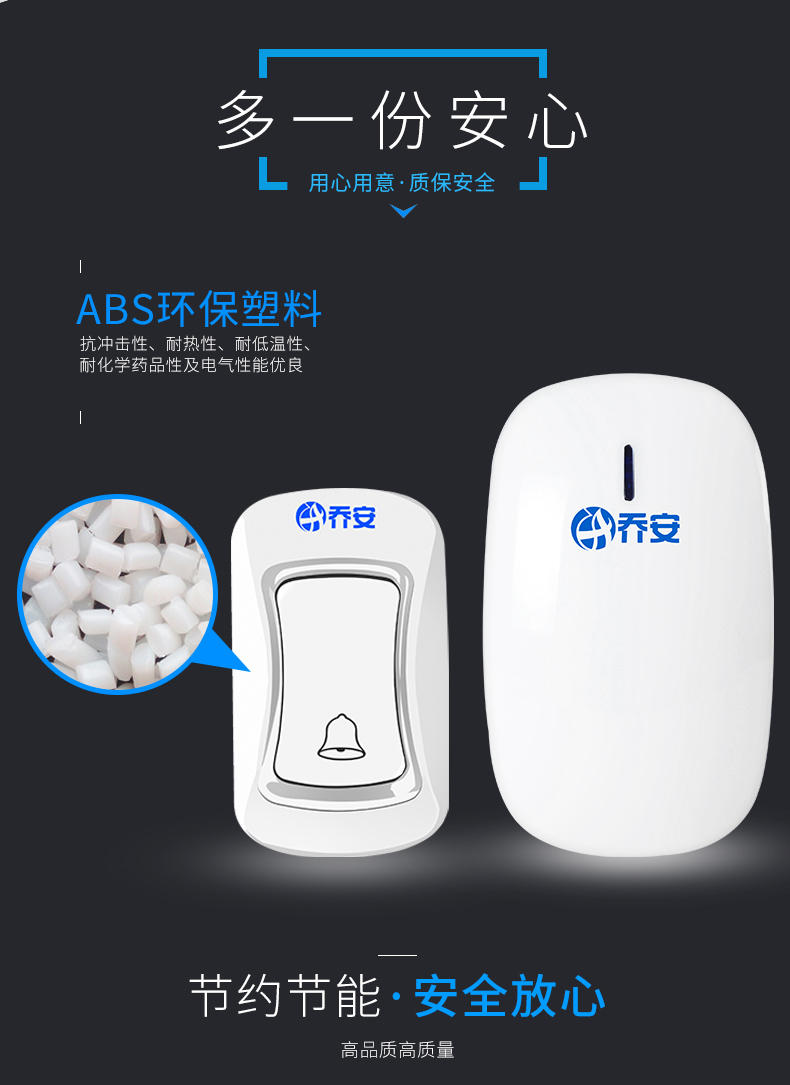 多一份安心
用心用意·质保安全
ABS环保塑料
抗冲击性、耐热性、耐低温性、
耐化学药品性及电气性能优良
乔安
乔安
节约节能·安全放心
高品质高质量